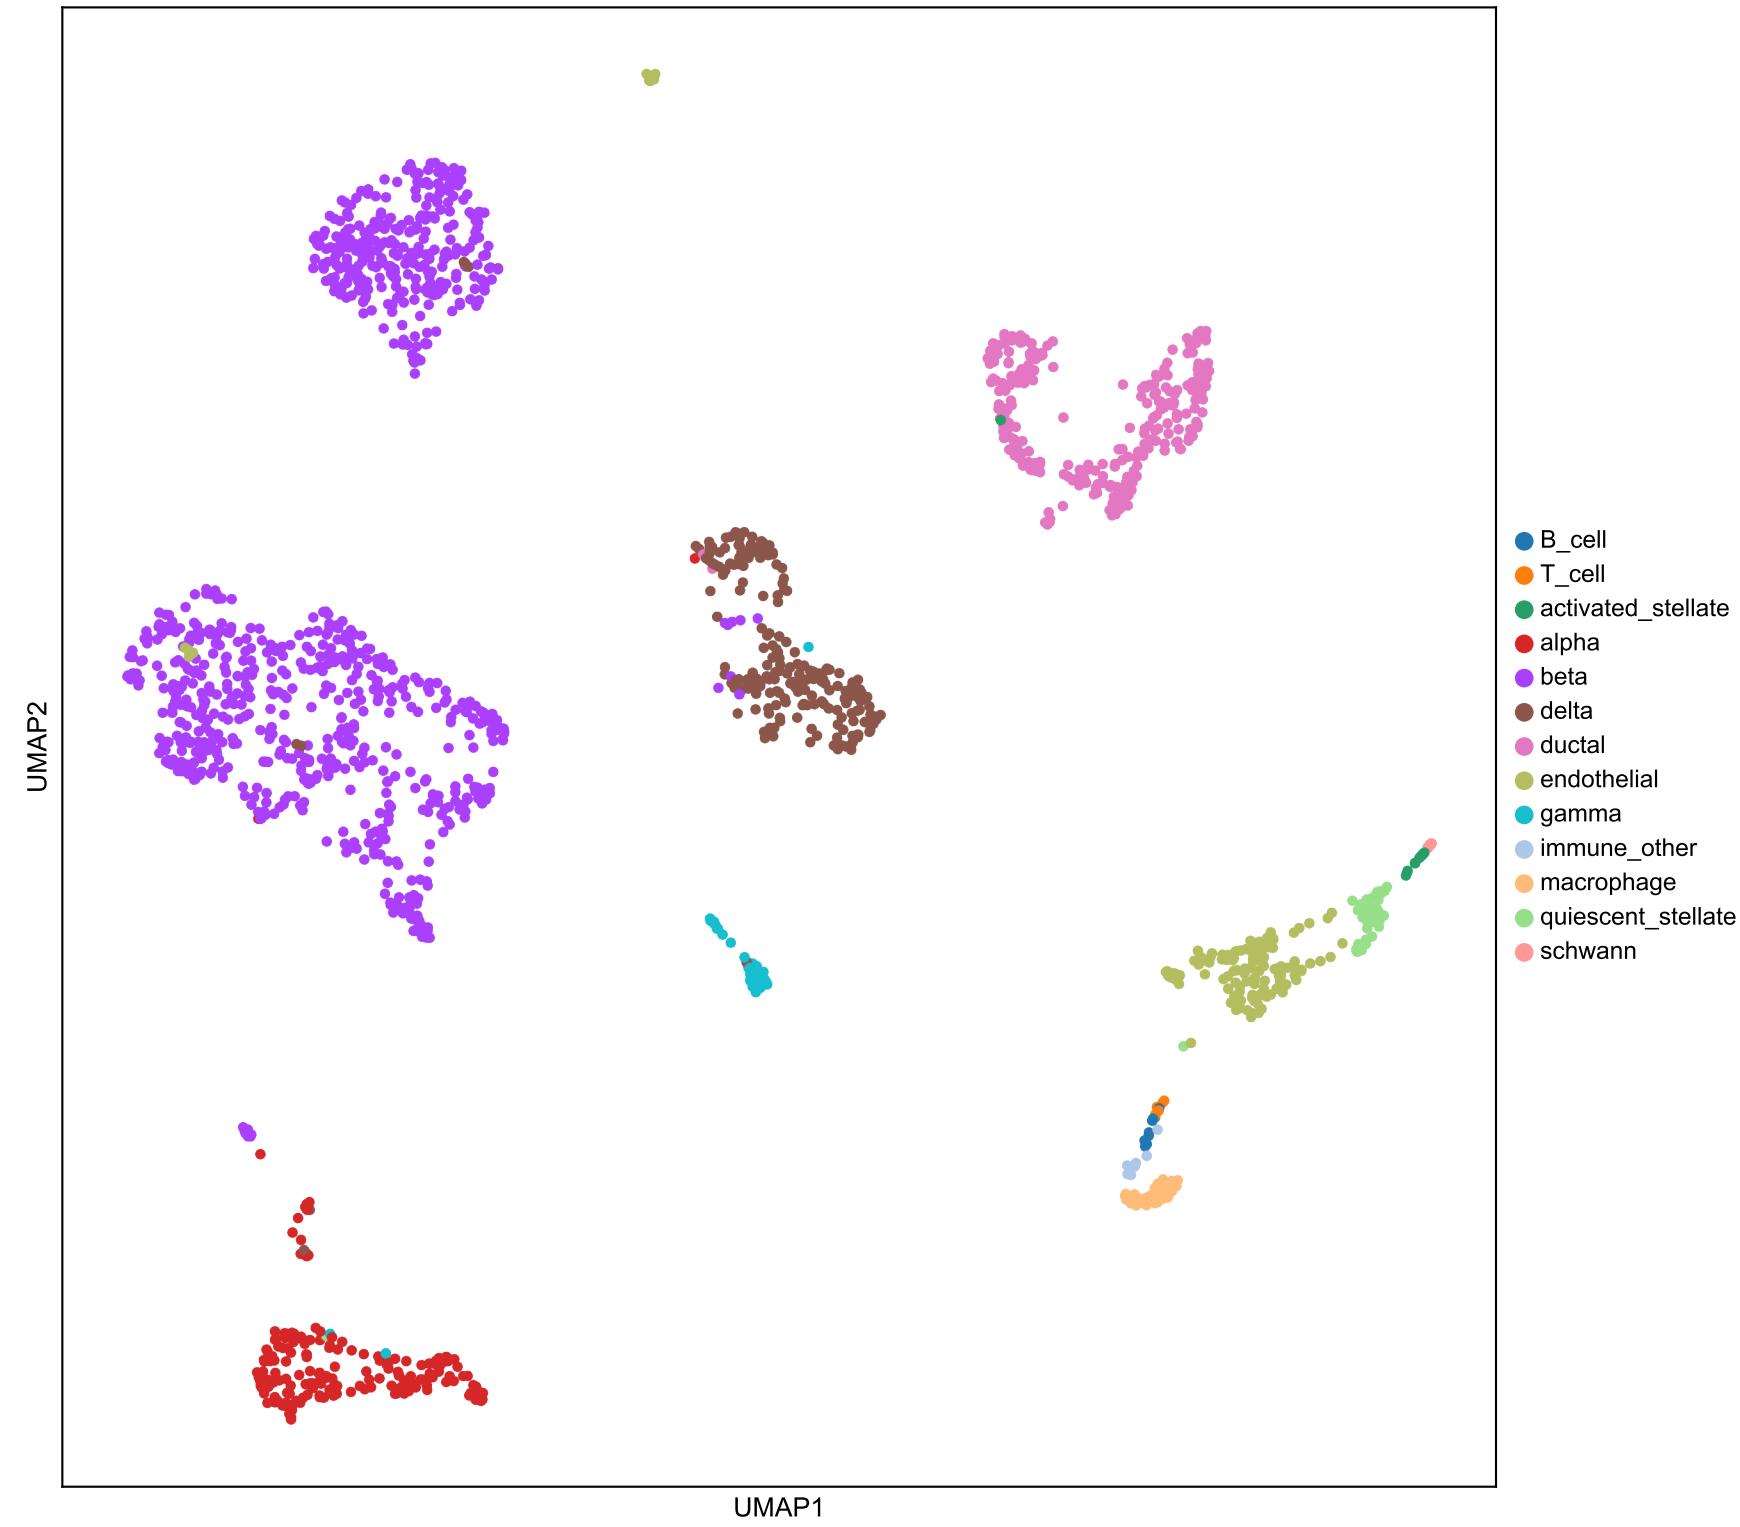 UMAP2
UMAP1
B_cell
T_cell
activated_stellate
alpha
beta
delta
ductal
endothelial
gamma
immune_other
macrophage
quiescent_stellate
schwann